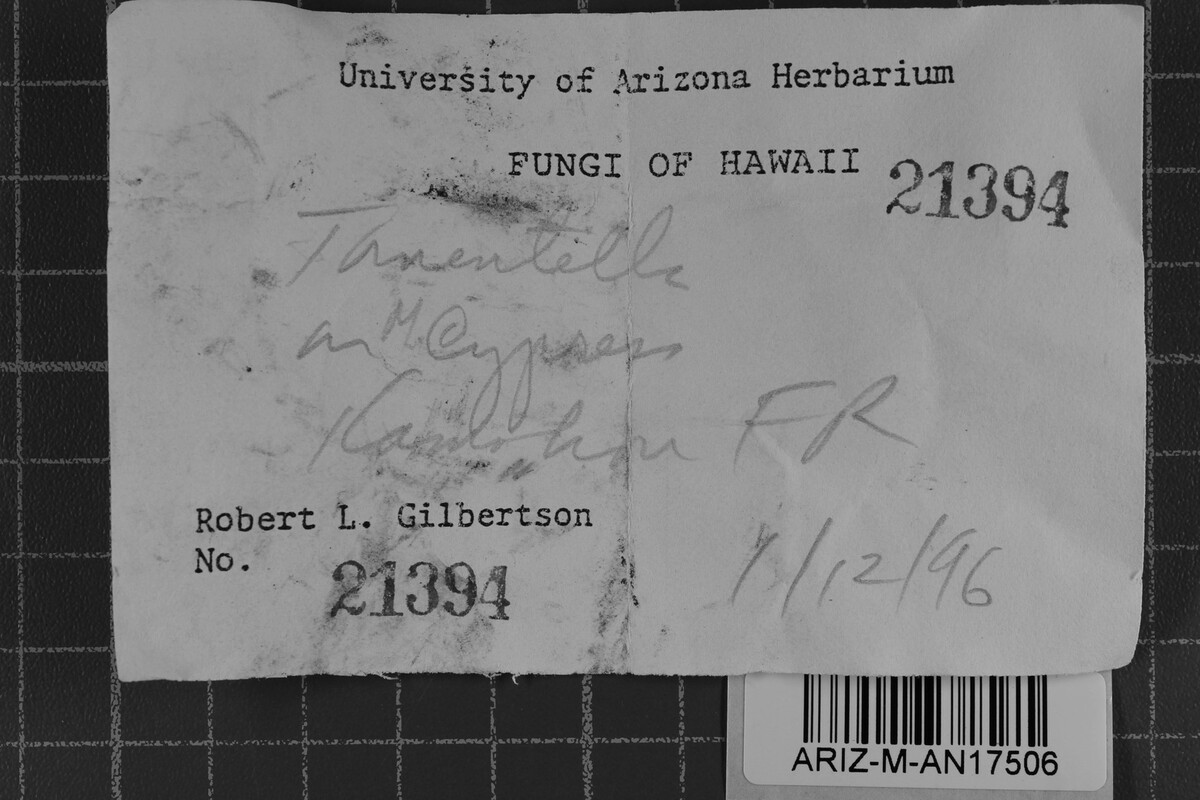 University of Arizona Herbarium
FUNGI OF HAWAII 21394
Tomentella
on M. Cypress
FR
Robert L. Gilbertson
No. 21394
1/12/96
ARIZ-M-AN17506